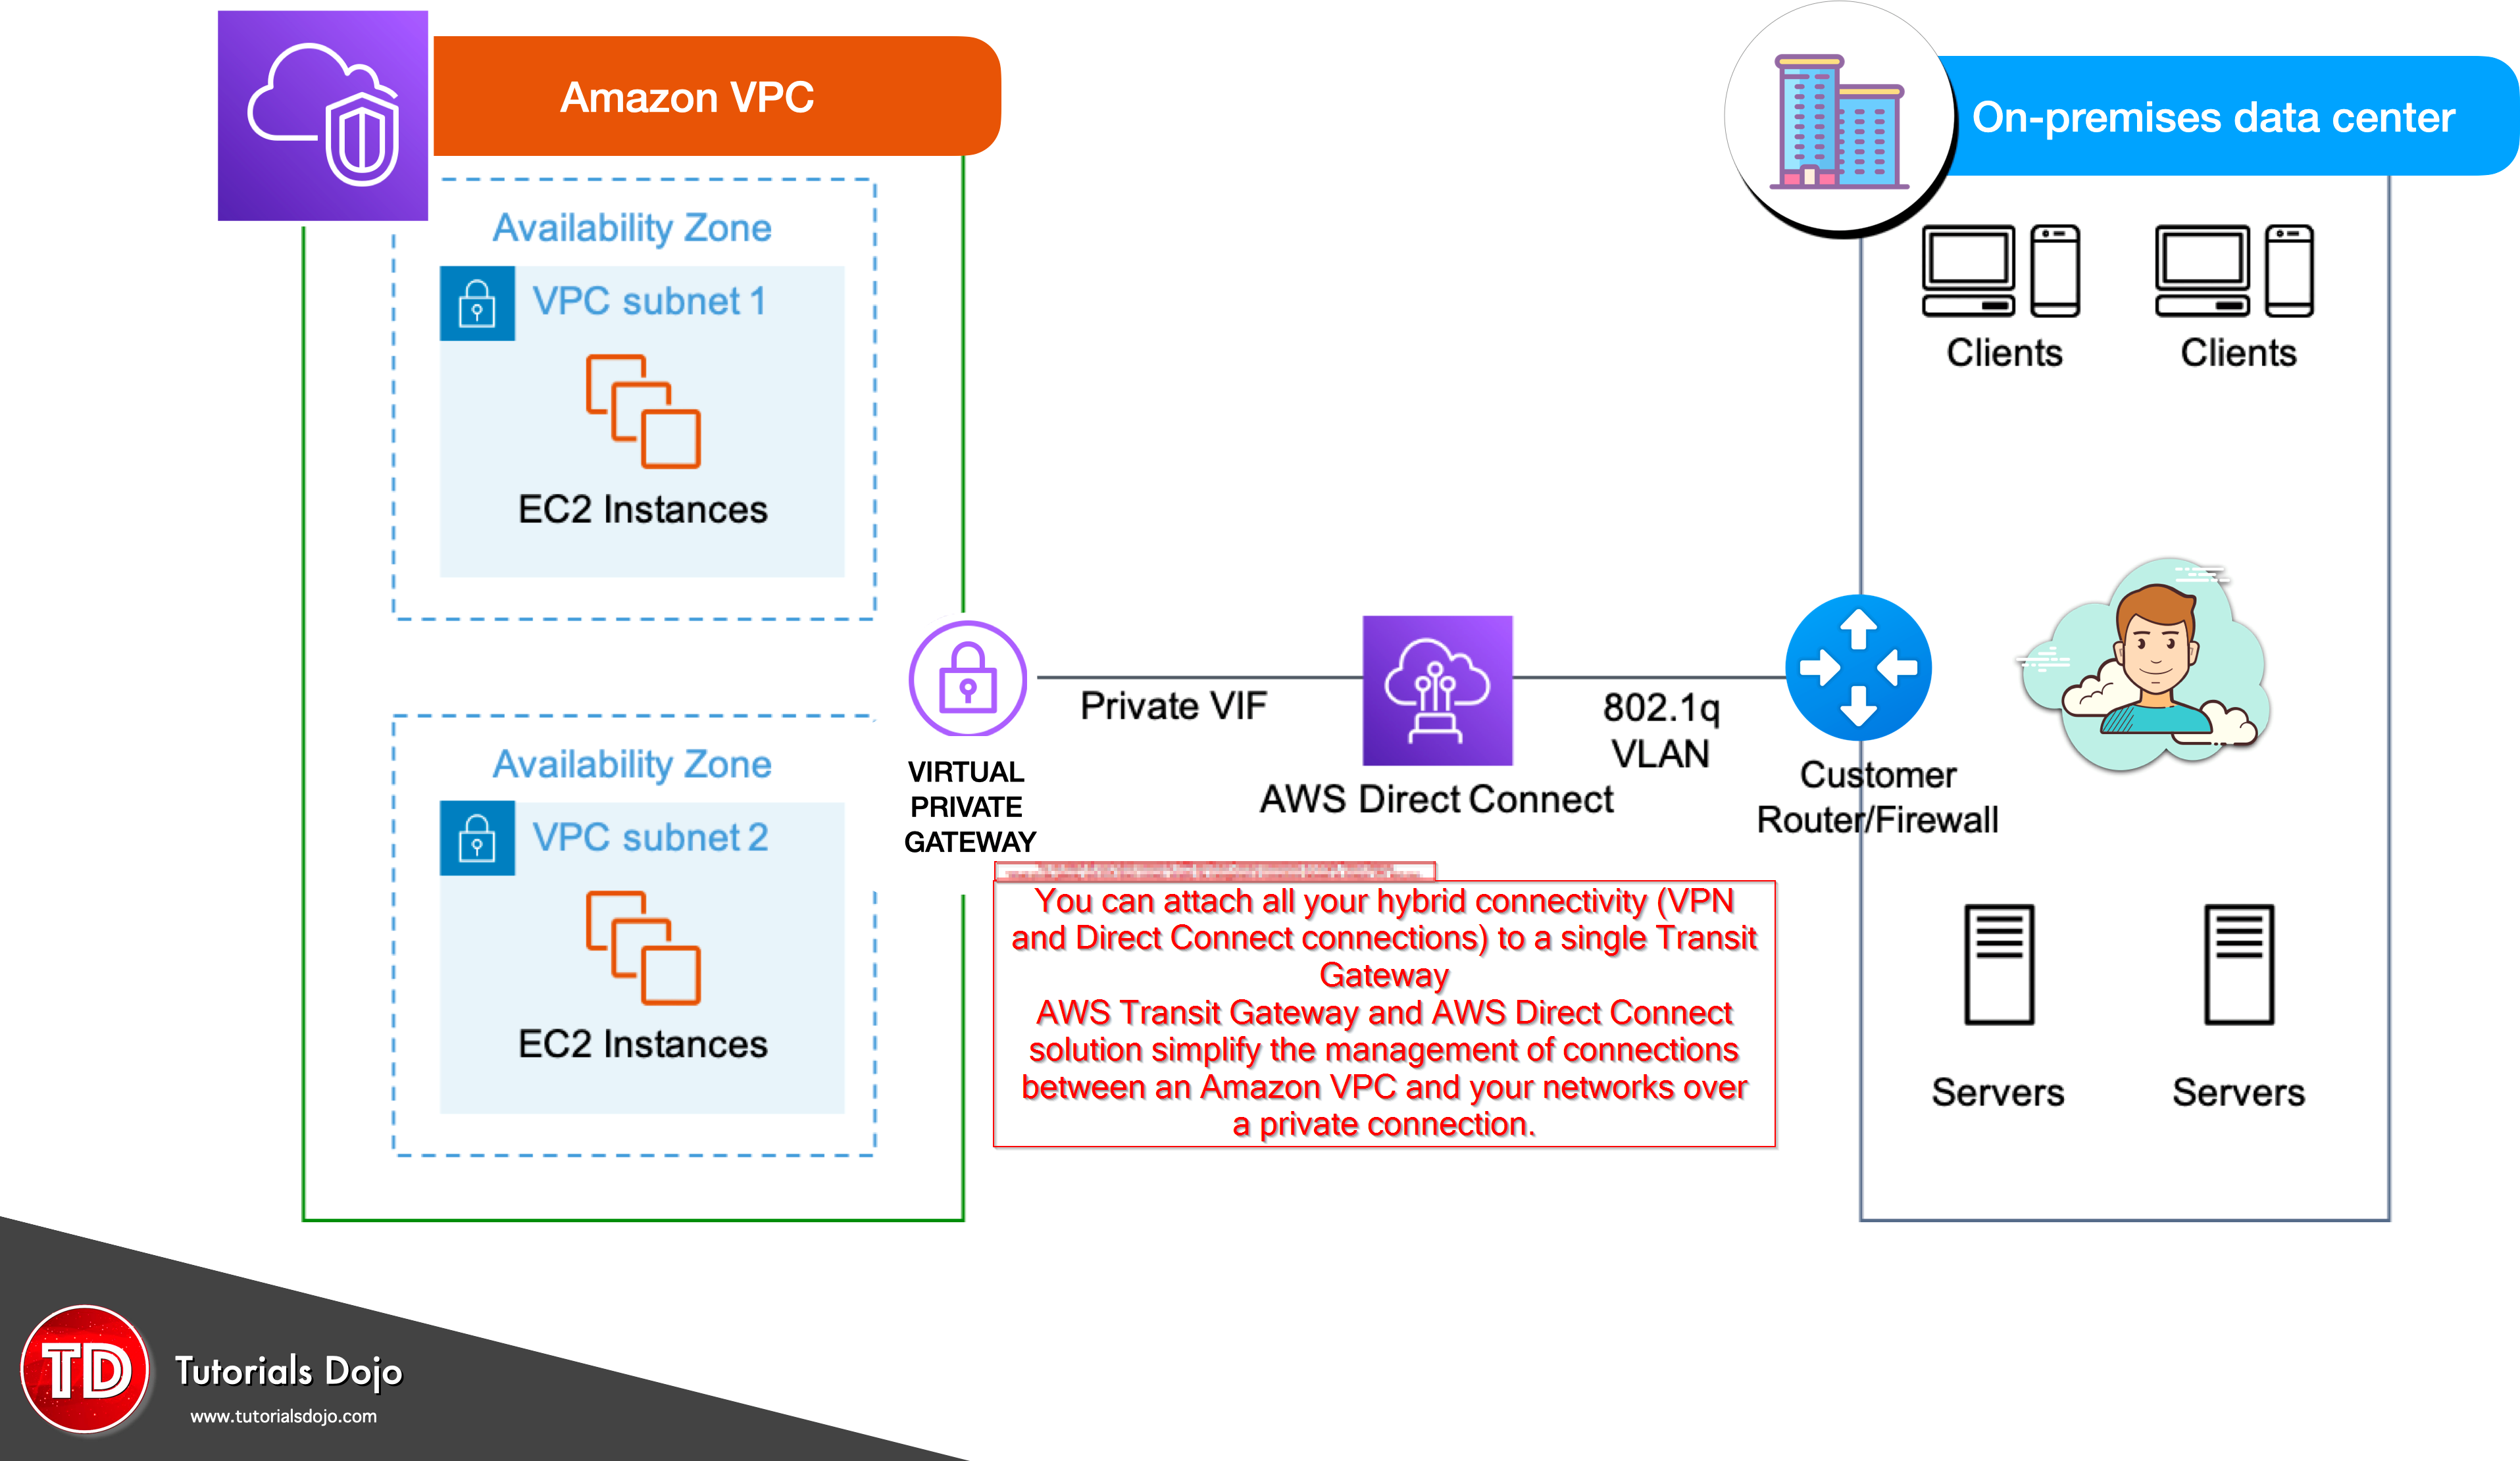 Amazon VPC
On-premises data center
Availability Zone
VPC subnet 1
EC2 Instances
Clients
Clients
Availability Zone
VPC subnet 2
EC2 Instances
VIRTUAL
PRIVATE
GATEWAY
Private VIF
AWS Direct Connect
802.1q
VLAN
Customer
Router/Firewall
You can attach all your hybrid connectivity (VPN
and Direct Connect connections) to a single Transit
Gateway
AWS Transit Gateway and AWS Direct Connect
solution simplify the management of connections
between an Amazon VPC and your networks over
a private connection.
Servers
Servers
TD
Tutorials Dojo
www.tutorialsdojo.com